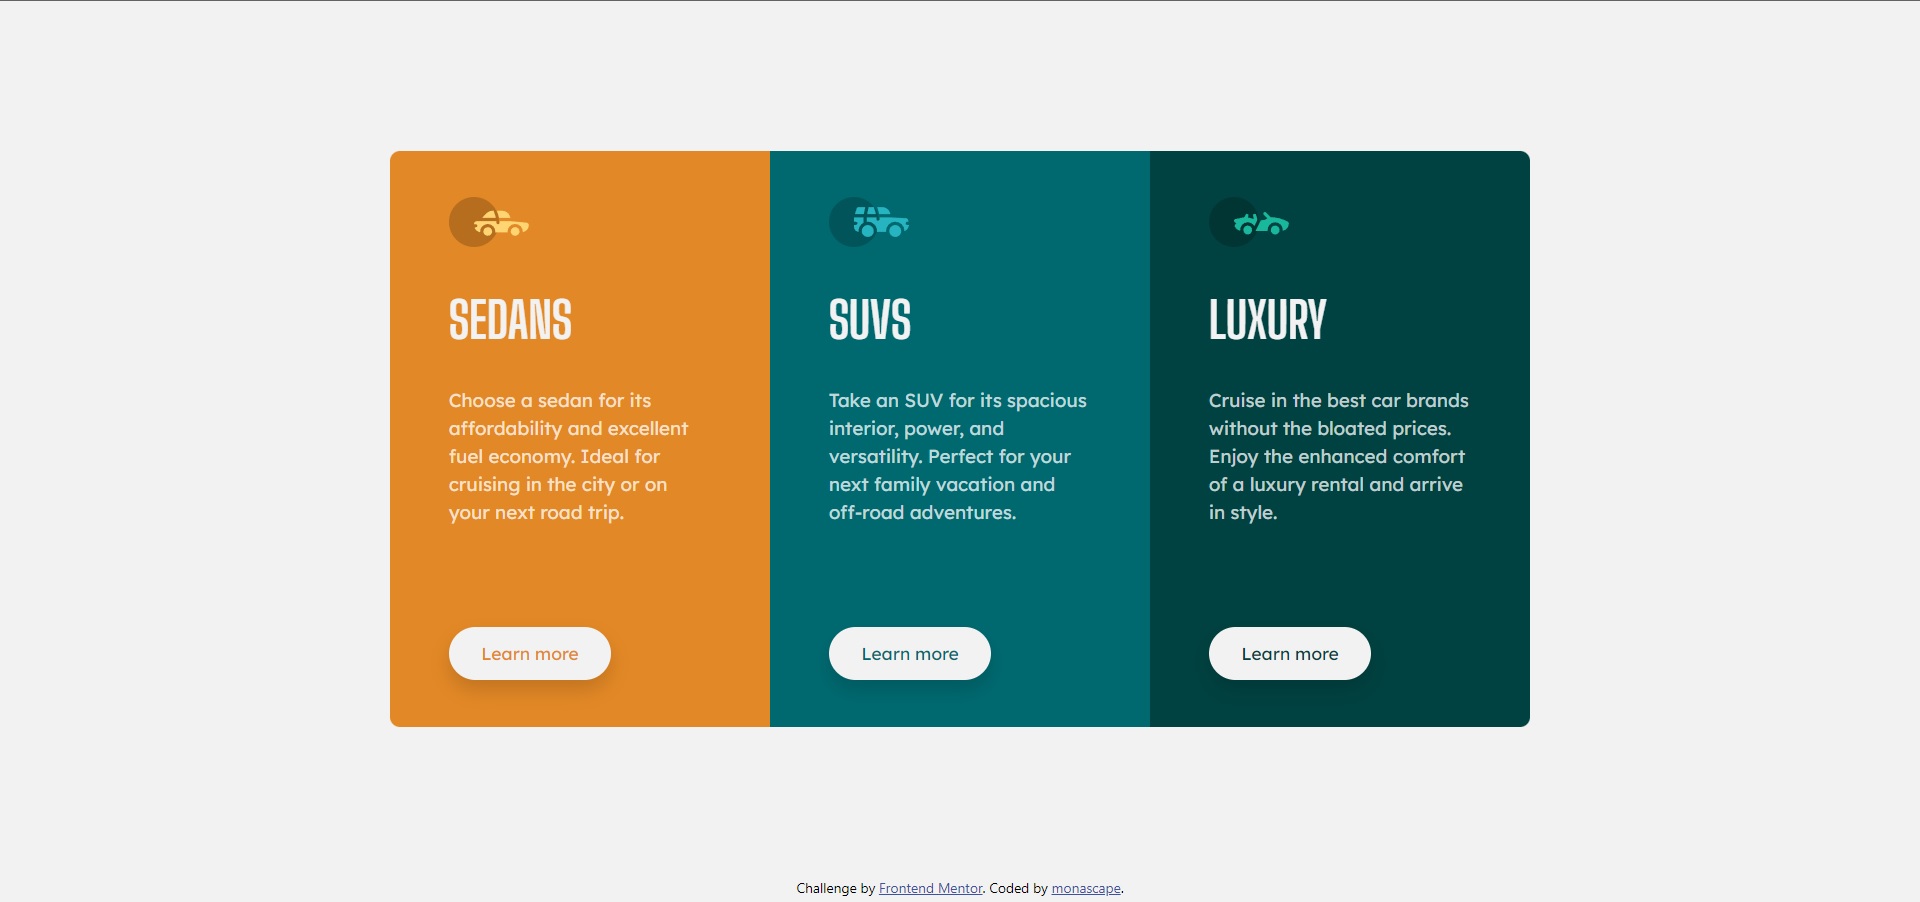 SEDANS
Choose a sedan for its
affordability and excellent
fuel economy. Ideal for
cruising in the city or on
your next road trip.
Learn more
SUVS
Take an SUV for its spacious
interior, power, and
versatility. Perfect for your
next family vacation and
off-road adventures.
Learn more
LUXURY
Cruise in the best car brands
without the bloated prices.
Enjoy the enhanced comfort
of a luxury rental and arrive
in style.
Learn more
Challenge by Frontend Mentor. Coded by monascape.